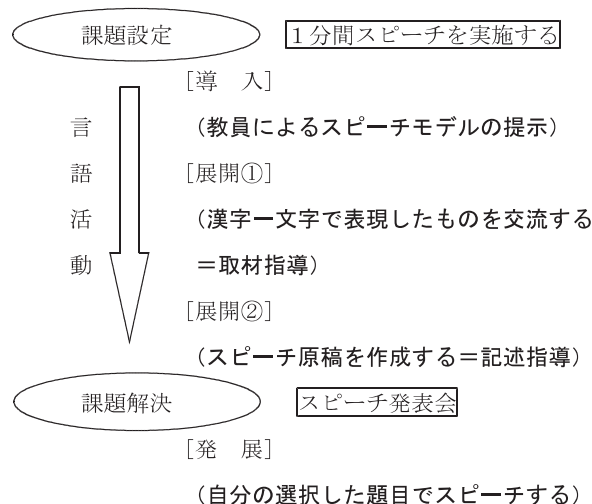 課題設定
1分間スピーチを実施する
[導 入]
(教員によるスピーチモデルの提示)
[展開①]
(漢字一文字で表現したものを交流する
=取材指導)
[展開②]
(スピーチ原稿を作成する=記述指導)
言語活動
課題解決
スピーチ発表会
[発 展]
(自分の選択した題目でスピーチする)